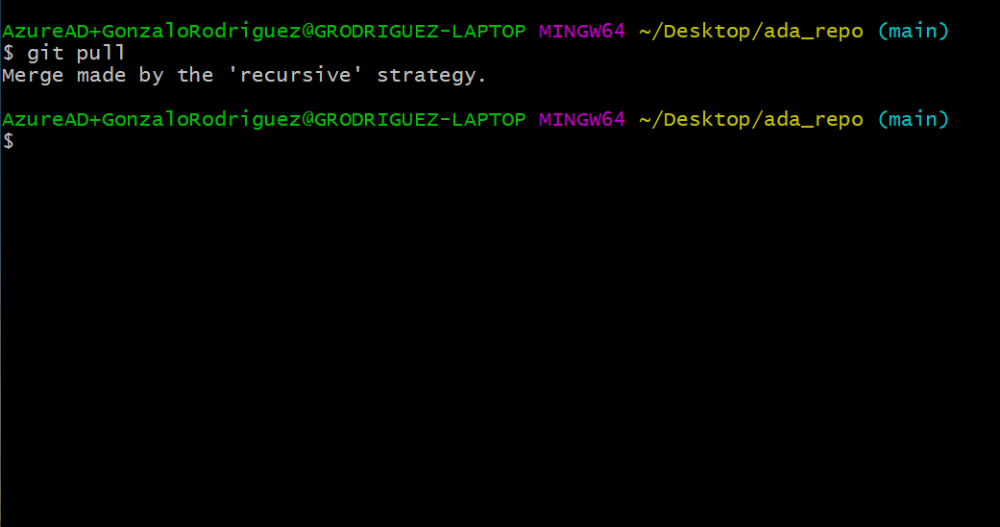 AzureAD+GonzaloRodriguez@GRODRIGUEZ-LAPTOP MINGW64 ~/Desktop/ada_repo (main)
$ git pull
Merge made by the 'recursive' strategy.
AzureAD+GonzaloRodriguez@GRODRIGUEZ-LAPTOP MINGW64 ~/Desktop/ada_repo (main)
$